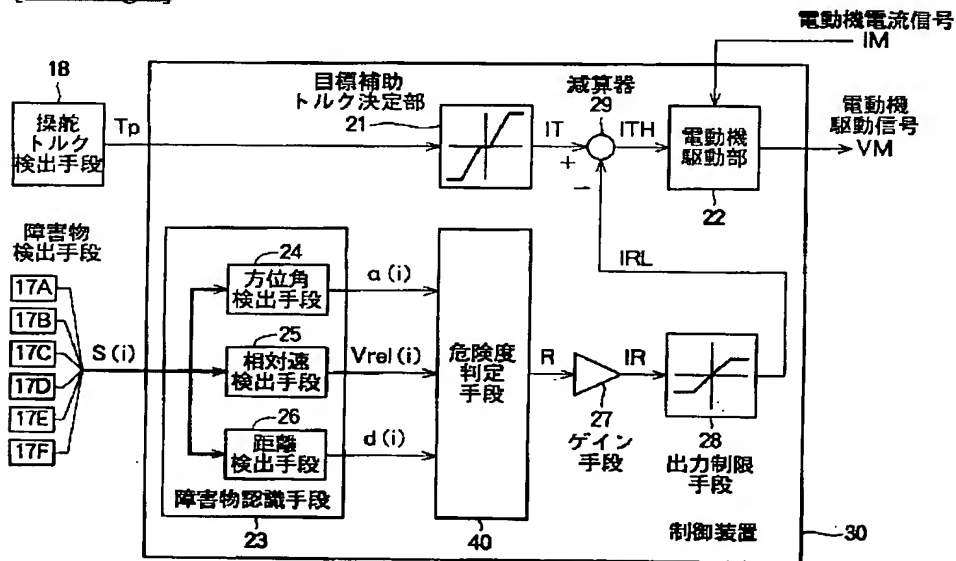 電動機電流信号
IM
18
目標補助
トルク決定部
21
減算器
29
電動機
駆動信号
VM
操舵
トルク
検出手段
Tp
IT
ITH
+
−
電動機
駆動部
22
障害物
検出手段
24
方位角
検出手段
a(i)
IRL
17A
17B
17C
17D
17E
17F
S(i)
25
相対速
検出手段
Vrel(i)
危険度
判定
手段
R
IR
26
距離
検出手段
d(i)
27
ゲイン
手段
28
出力制限
手段
障害物認識手段
23
40
制御装置
30